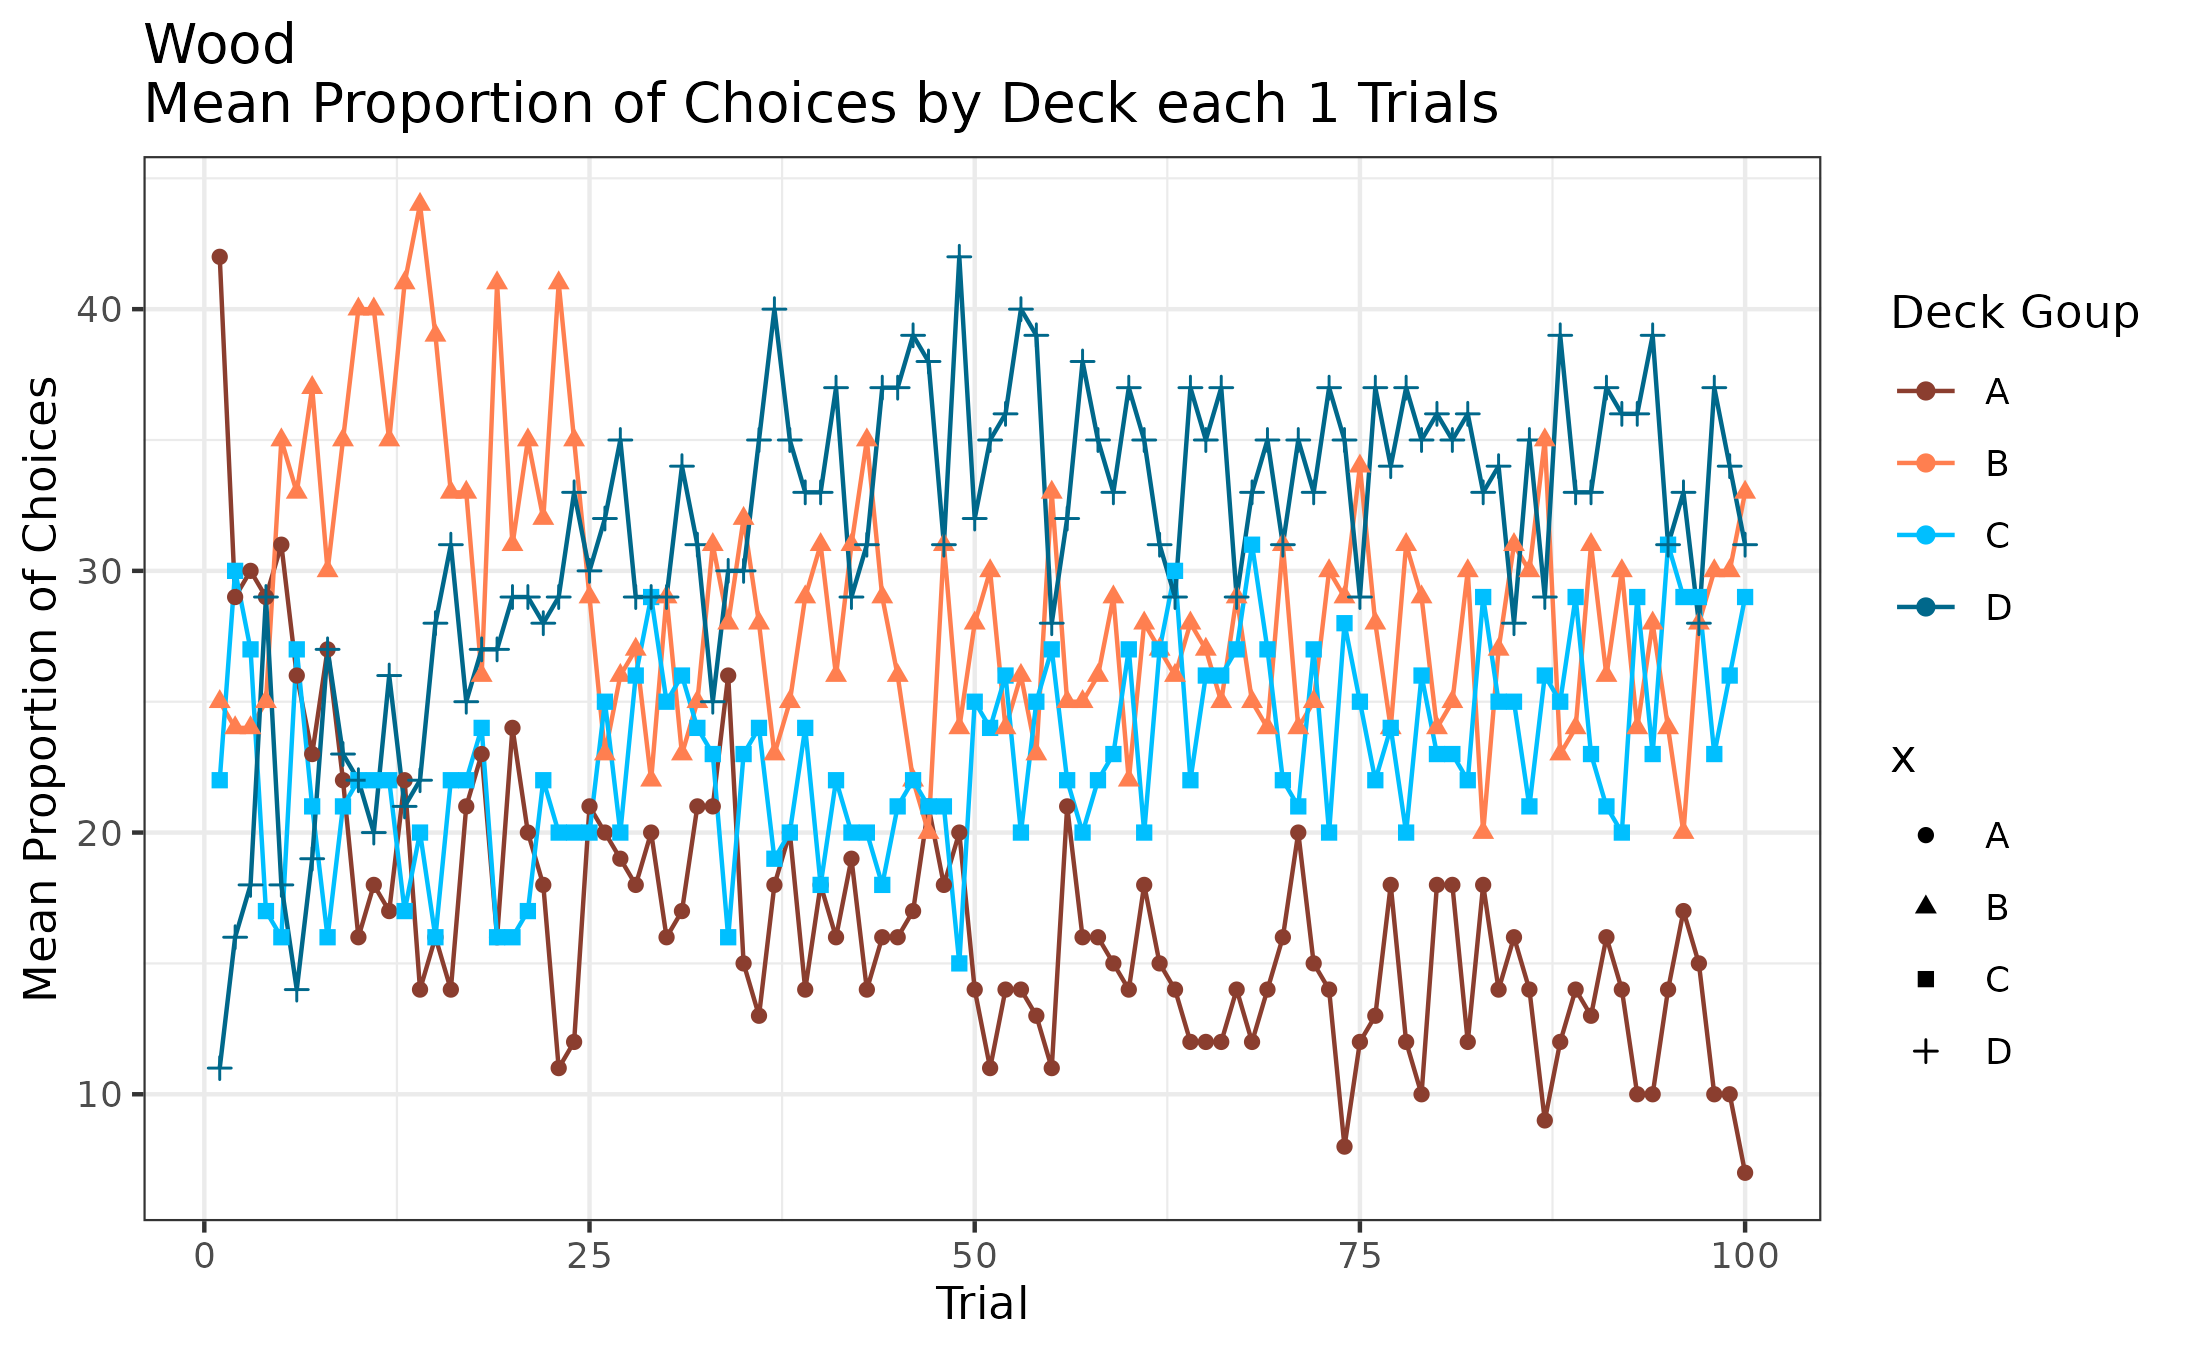 Wood
Mean Proportion of Choices by Deck each 1 Trials
Mean Proportion of Choices
40
30
20
10
0
25
50
75
100
Trial
Deck Goup
A
B
C
D
x
A
B
C
D